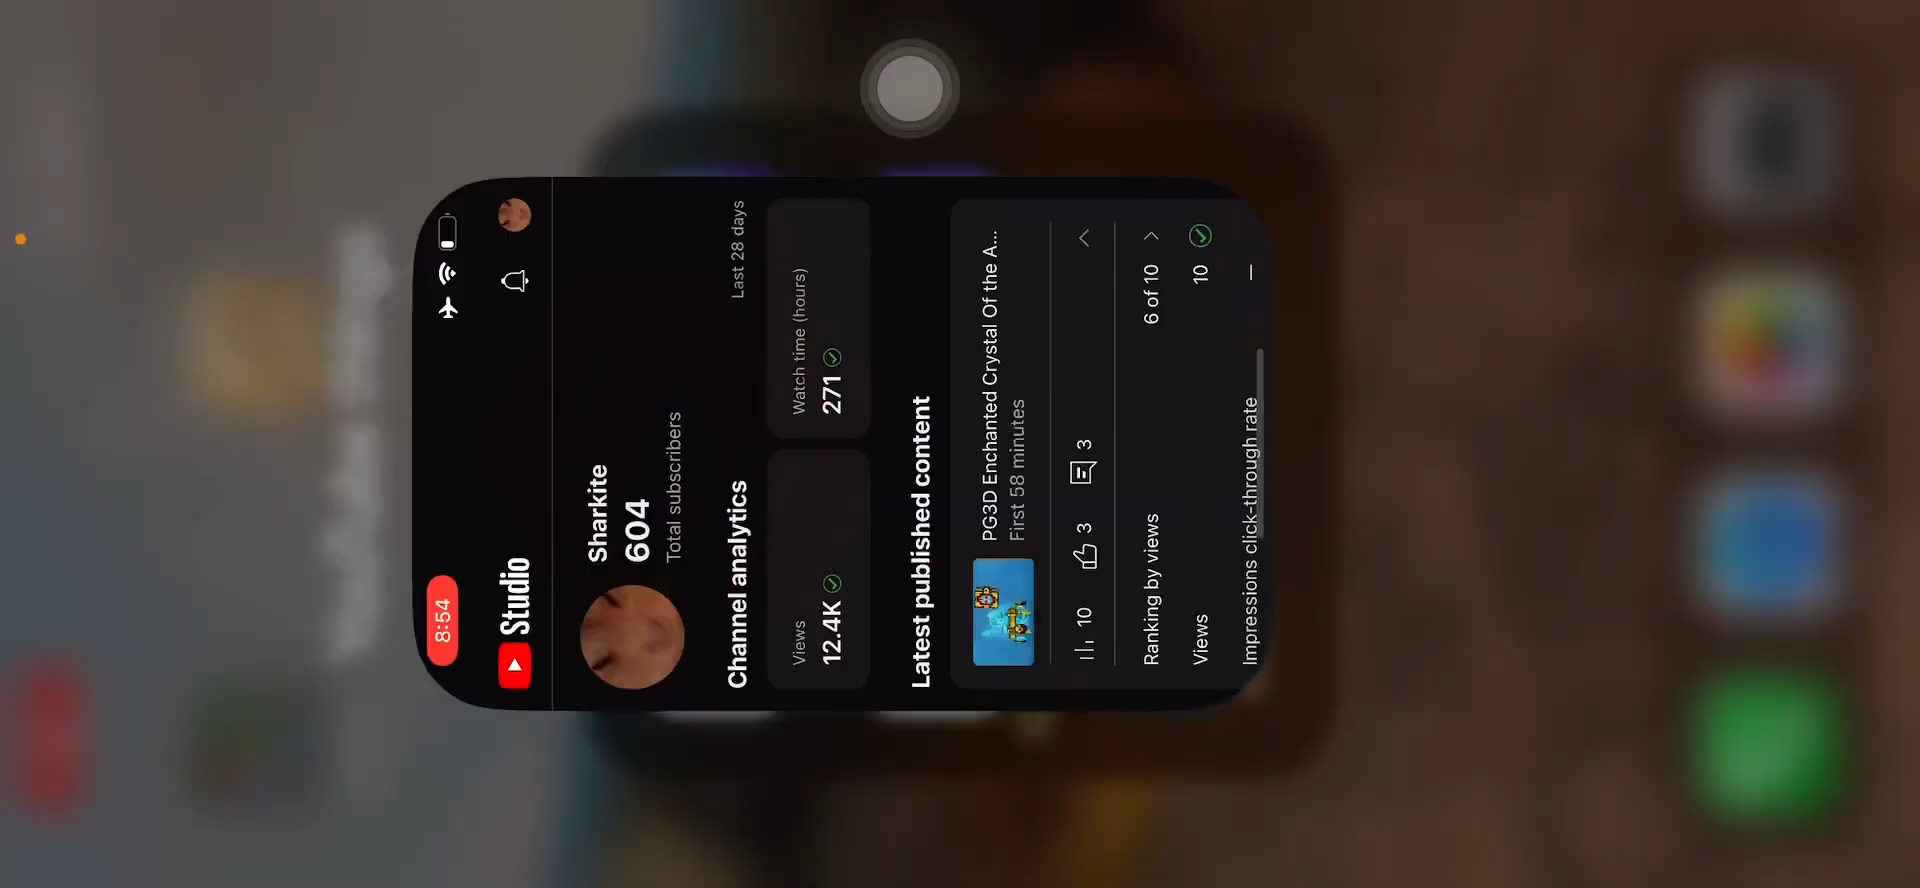 8:54
Studio
Sharkite
604
Total subscribers
Channel analytics
Last 28 days
Views
12.4K
Watch time (hours)
271
Latest published content
PG3D Enchanted Crystal Of the A...
First 58 minutes
10 3 3
Ranking by views 6 of 10
Views 10
Impressions click-through rate —